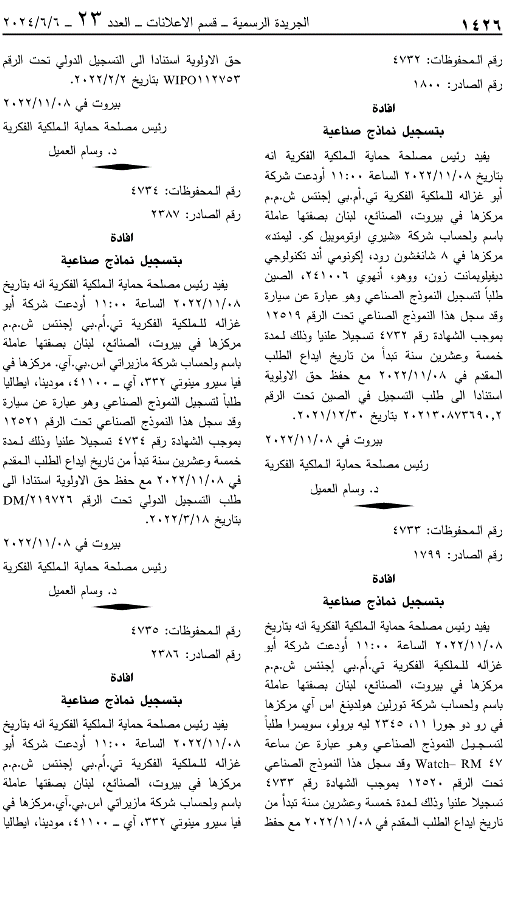 ١٤٢٦
الجريدة الرسمية ــ قسم الاعلانات ــ العدد ٢٣ ــ ٢٠٢٤/٦/٦
رقم المحفوظات: ٤٧٣٢
رقم الصادر: ١٨٠٠
افادة
بتسجيل نماذج صناعية
يفيد رئيس مصلحة حماية الملكية الفكرية انه
بتاريخ ٢٠٢٢/١١/٠٨ الساعة ١١:٠٠ أودعت شركة
أبو غزاله للملكية الفكرية تي.أم.بي إجنتس ش.م.م
مركزها في بيروت، الصنائع، لبنان بصفتها عاملة
باسم ولحساب شركة «شيري اوتوموبيل كو. ليمتد»
مركزها في ٨ شانغشون رود، إكونومي أند تكنولوجي
ديفيلوبمانت زون، ووهو، أنهوي ٢٤١٠٠٦، الصين
طلباً لتسجيل النموذج الصناعي وهو عبارة عن سيارة
وقد سجل هذا النموذج الصناعي تحت الرقم ١٢٥١٩
بموجب الشهادة رقم ٤٧٣٢ تسجيلا علنيا وذلك لمدة
خمسة وعشرين سنة تبدأ من تاريخ ايداع الطلب
المقدم في ٢٠٢٢/١١/٠٨ مع حفظ حق الاولوية
استنادا الى طلب التسجيل في الصين تحت الرقم
٢٠٢١٣٠٨٧٣٦٩٠,٢ بتاريخ ٢٠٢١/١٢/٣٠.
بيروت في ٢٠٢٢/١١/٠٨
رئيس مصلحة حماية الملكية الفكرية
د. وسام العميل
رقم المحفوظات: ٤٧٣٣
رقم الصادر: ١٧٩٩
افادة
بتسجيل نماذج صناعية
يفيد رئيس مصلحة حماية الملكية الفكرية انه بتاريخ
٢٠٢٢/١١/٠٨ الساعة ١١:٠٠ أودعت شركة أبو
غزاله للملكية الفكرية تي.أم.بي إجنتس ش.م.م
مركزها في بيروت، الصنائع، لبنان، بصفتها عاملة
باسم ولحساب شركة تورلين هولدينغ اس آي مركزها
في رو دو جورا ١١، ٢٣٤٥ ليه برولو، سويسرا طلباً
لتسجيل النموذج الصناعي وهو عبارة عن ساعة
Watch– RM ٤٧ وقد سجل هذا النموذج الصناعي
تحت الرقم ١٢٥٢٠ بموجب الشهادة رقم ٤٧٣٣
تسجيلا علنيا وذلك لمدة خمسة وعشرين سنة تبدأ من
تاريخ ايداع الطلب المقدم في ٢٠٢٢/١١/٠٨ مع حفظ
حق الاولوية استنادا الى التسجيل الدولي تحت الرقم
WIPO١١٢٧٥٣ بتاريخ ٢٠٢٢/٢/٢.
بيروت في ٢٠٢٢/١١/٠٨
رئيس مصلحة حماية الملكية الفكرية
د. وسام العميل
رقم المحفوظات: ٤٧٣٤
رقم الصادر: ٢٣٨٧
افادة
بتسجيل نماذج صناعية
يفيد رئيس مصلحة حماية الملكية الفكرية انه بتاريخ
٢٠٢٢/١١/٠٨ الساعة ١١:٠٠ أودعت شركة أبو
غزاله للملكية الفكرية تي.أم.بي إجنتس ش.م.م
مركزها في بيروت، الصنائع، لبنان بصفتها عاملة
باسم ولحساب شركة مازيراتي اس.بي.آي. مركزها في
فيا سيرو مينوتي ٣٣٢، آي ــ ٤١١٠٠، مودينا، ايطاليا
طلباً لتسجيل النموذج الصناعي وهو عبارة عن سيارة
وقد سجل هذا النموذج الصناعي تحت الرقم ١٢٥٢١
بموجب الشهادة رقم ٤٧٣٤ تسجيلا علنيا وذلك لمدة
خمسة وعشرين سنة تبدأ من تاريخ ايداع الطلب المقدم
في ٢٠٢٢/١١/٠٨ مع حفظ حق الاولوية استنادا الى
طلب التسجيل الدولي تحت الرقم DM/٢١٩٧٢٦
بتاريخ ٢٠٢٢/٣/١٨.
بيروت في ٢٠٢٢/١١/٠٨
رئيس مصلحة حماية الملكية الفكرية
د. وسام العميل
رقم المحفوظات: ٤٧٣٥
رقم الصادر: ٢٣٨٦
افادة
بتسجيل نماذج صناعية
يفيد رئيس مصلحة حماية الملكية الفكرية انه بتاريخ
٢٠٢٢/١١/٠٨ الساعة ١١:٠٠ أودعت شركة أبو
غزاله للملكية الفكرية تي.أم.بي إجنتس ش.م.م
مركزها في بيروت، الصنائع، لبنان بصفتها عاملة
باسم ولحساب شركة مازيراتي اس.بي.آي.مركزها في
فيا سيرو مينوتي ٣٣٢، آي ــ ٤١١٠٠، مودينا، ايطاليا